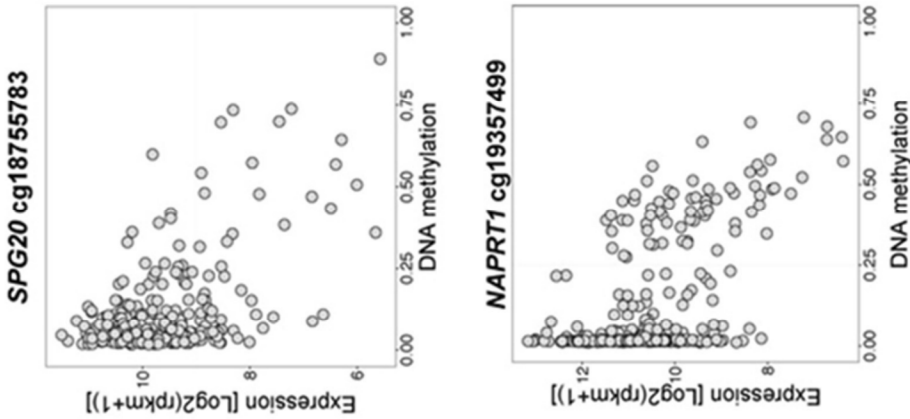 SPG20 cg18755783
1.00
0.75
0.50
0.25
0.00
DNA methylation
10
8
6
Expression [Log2(rpkm+1)]
NAPRT1 cg19357499
1.00
0.75
0.50
0.25
0.00
DNA methylation
12
10
8
Expression [Log2(rpkm+1)]